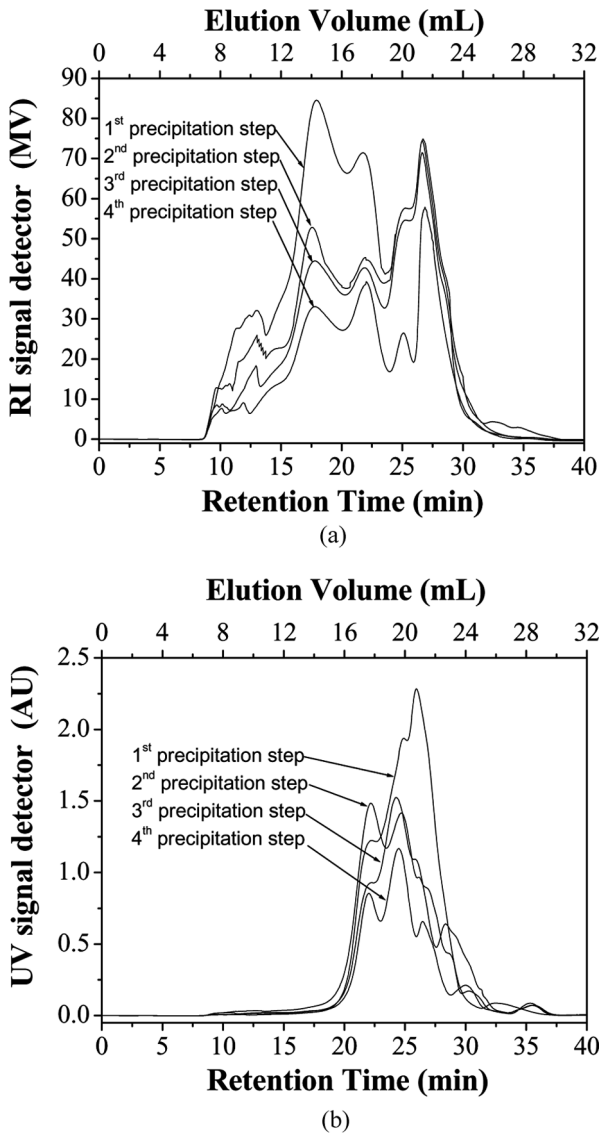 Elution Volume (mL)
0 4 8 12 16 20 24 28 32
90
80
70
60
50
40
30
20
10
0
RI signal detector (MV)
1st precipitation step
2nd precipitation step
3rd precipitation step
4th precipitation step
0 5 10 15 20 25 30 35 40
Retention Time (min)
(a)
Elution Volume (mL)
0 4 8 12 16 20 24 28 32
2.5
2.0
1.5
1.0
0.5
0.0
UV signal detector (AU)
1st precipitation step
2nd precipitation step
3rd precipitation step
4th precipitation step
0 5 10 15 20 25 30 35 40
Retention Time (min)
(b)